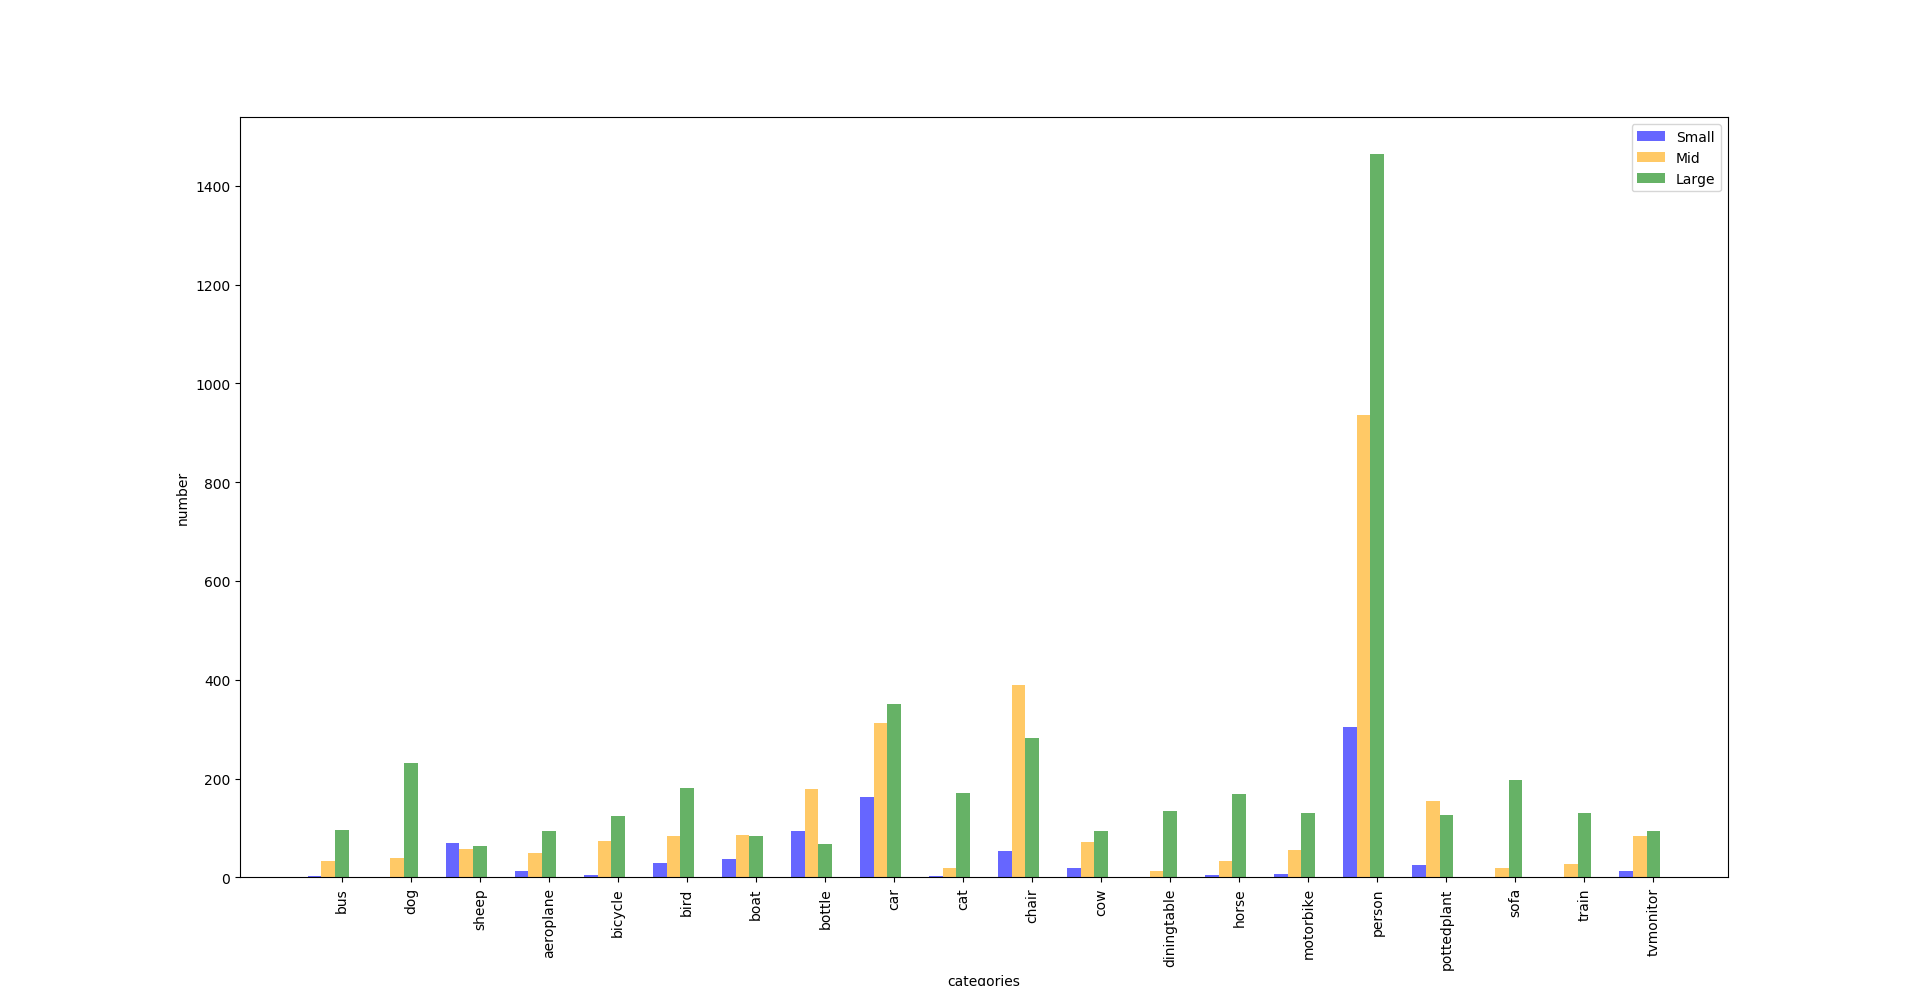 Small
Mid
Large
1400
1200
1000
800
600
400
200
0
number
bus
dog
sheep
aeroplane
bicycle
bird
boat
bottle
car
cat
chair
cow
diningtable
horse
motorbike
person
pottedplant
sofa
train
tvmonitor
categories